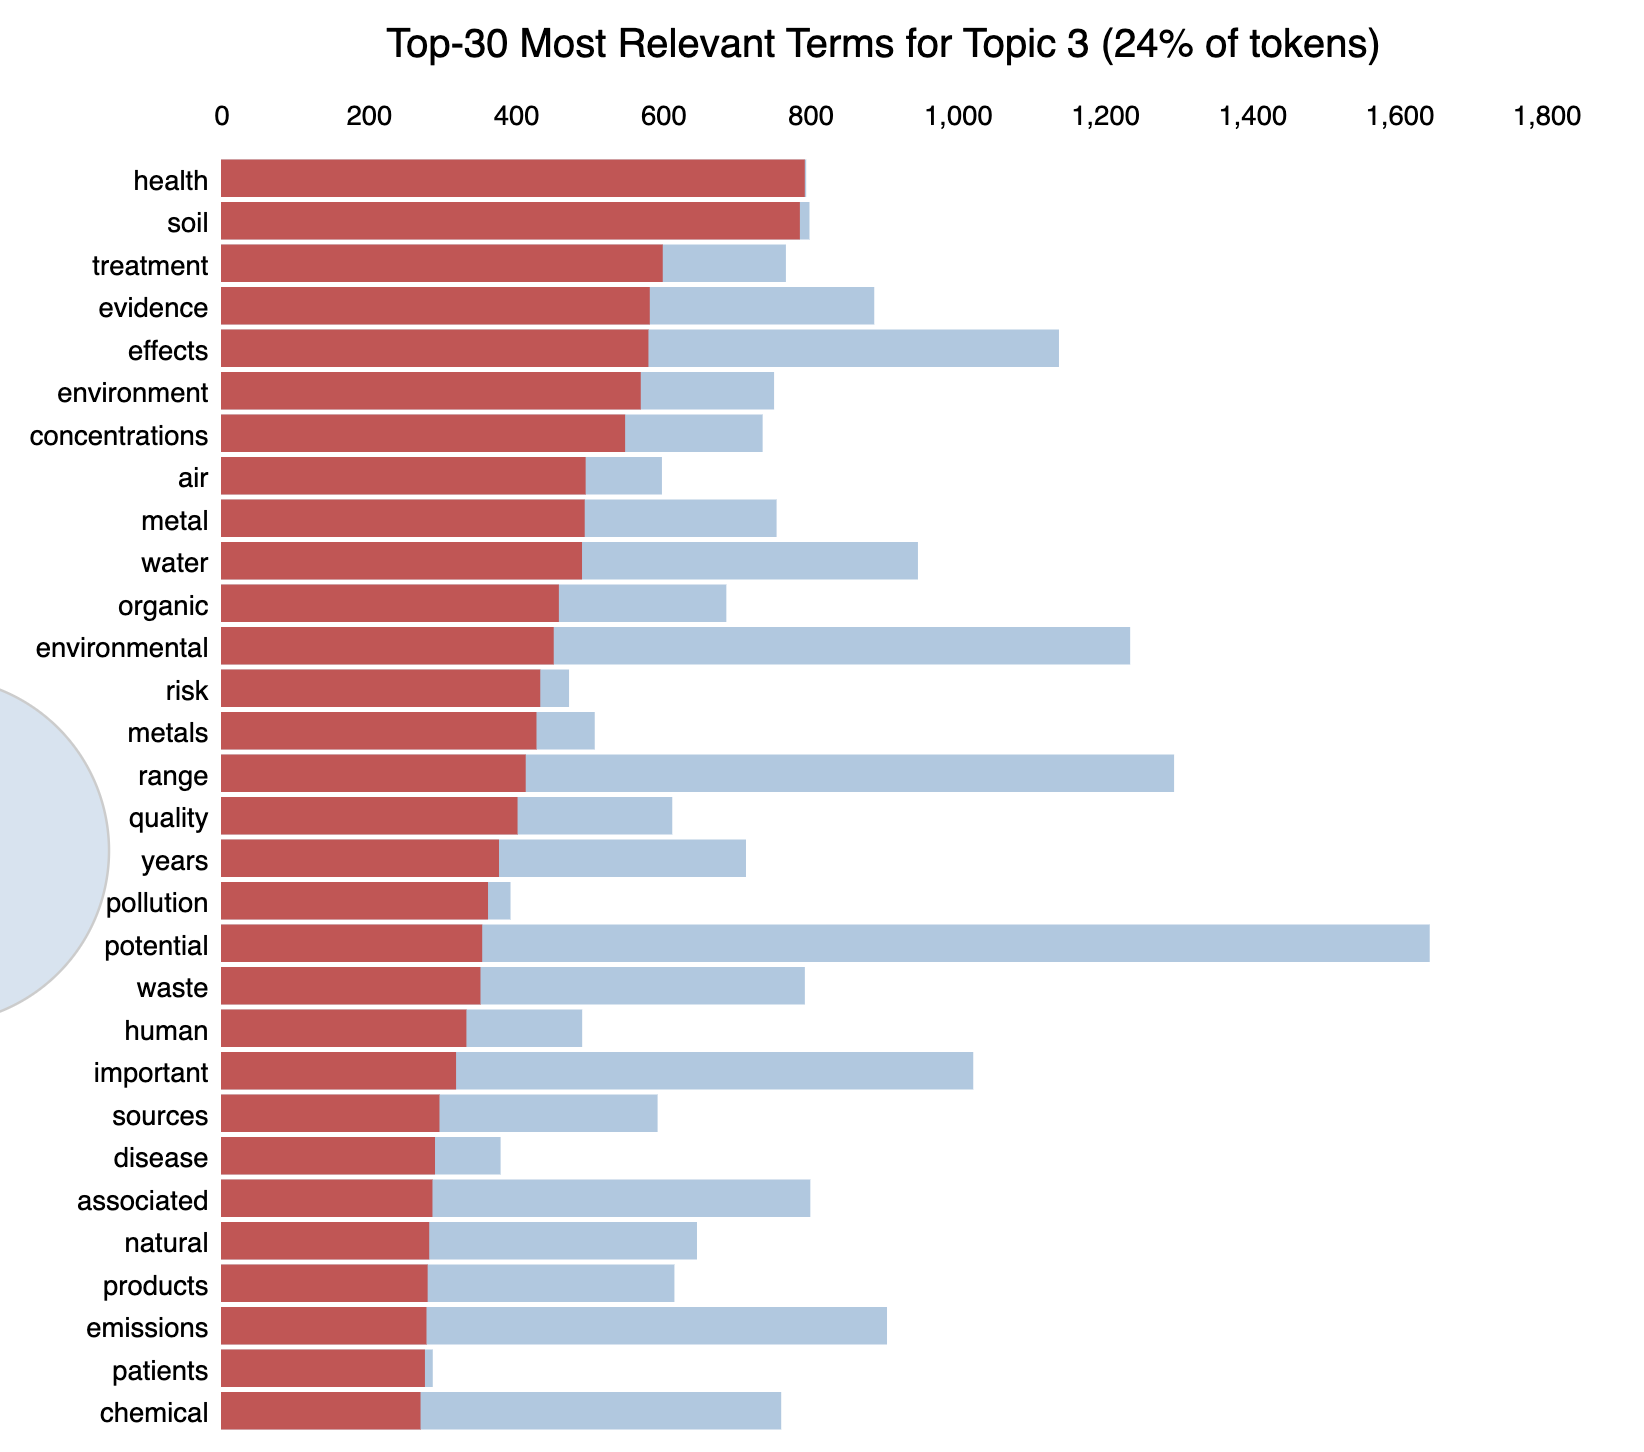 Top-30 Most Relevant Terms for Topic 3 (24% of tokens)
0 200 400 600 800 1,000 1,200 1,400 1,600 1,800
health
soil
treatment
evidence
effects
environment
concentrations
air
metal
water
organic
environmental
risk
metals
range
quality
years
pollution
potential
waste
human
important
sources
disease
associated
natural
products
emissions
patients
chemical